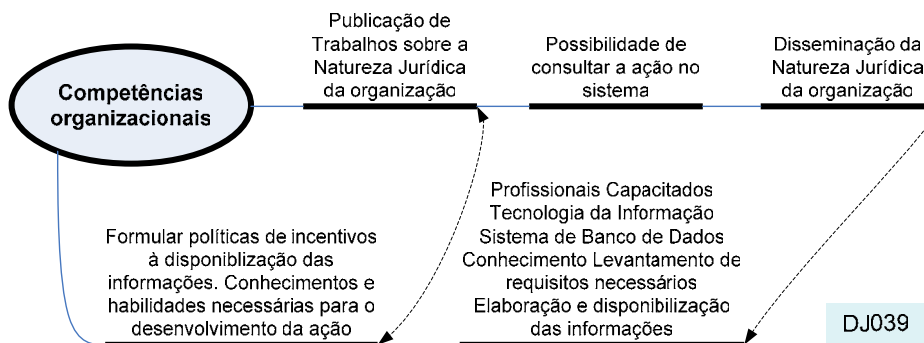 Competências
organizacionais
Publicação de
Trabalhos sobre a
Natureza Jurídica
da organização
Possibilidade de
consultar a ação no
sistema
Disseminação da
Natureza Jurídica
da organização
Formular políticas de incentivos
à disponiblização das
informações. Conhecimentos e
habilidades necessárias para o
desenvolvimento da ação
Profissionais Capacitados
Tecnologia da Informação
Sistema de Banco de Dados
Conhecimento Levantamento de
requisitos necessários
Elaboração e disponibilização
das informações
DJ039